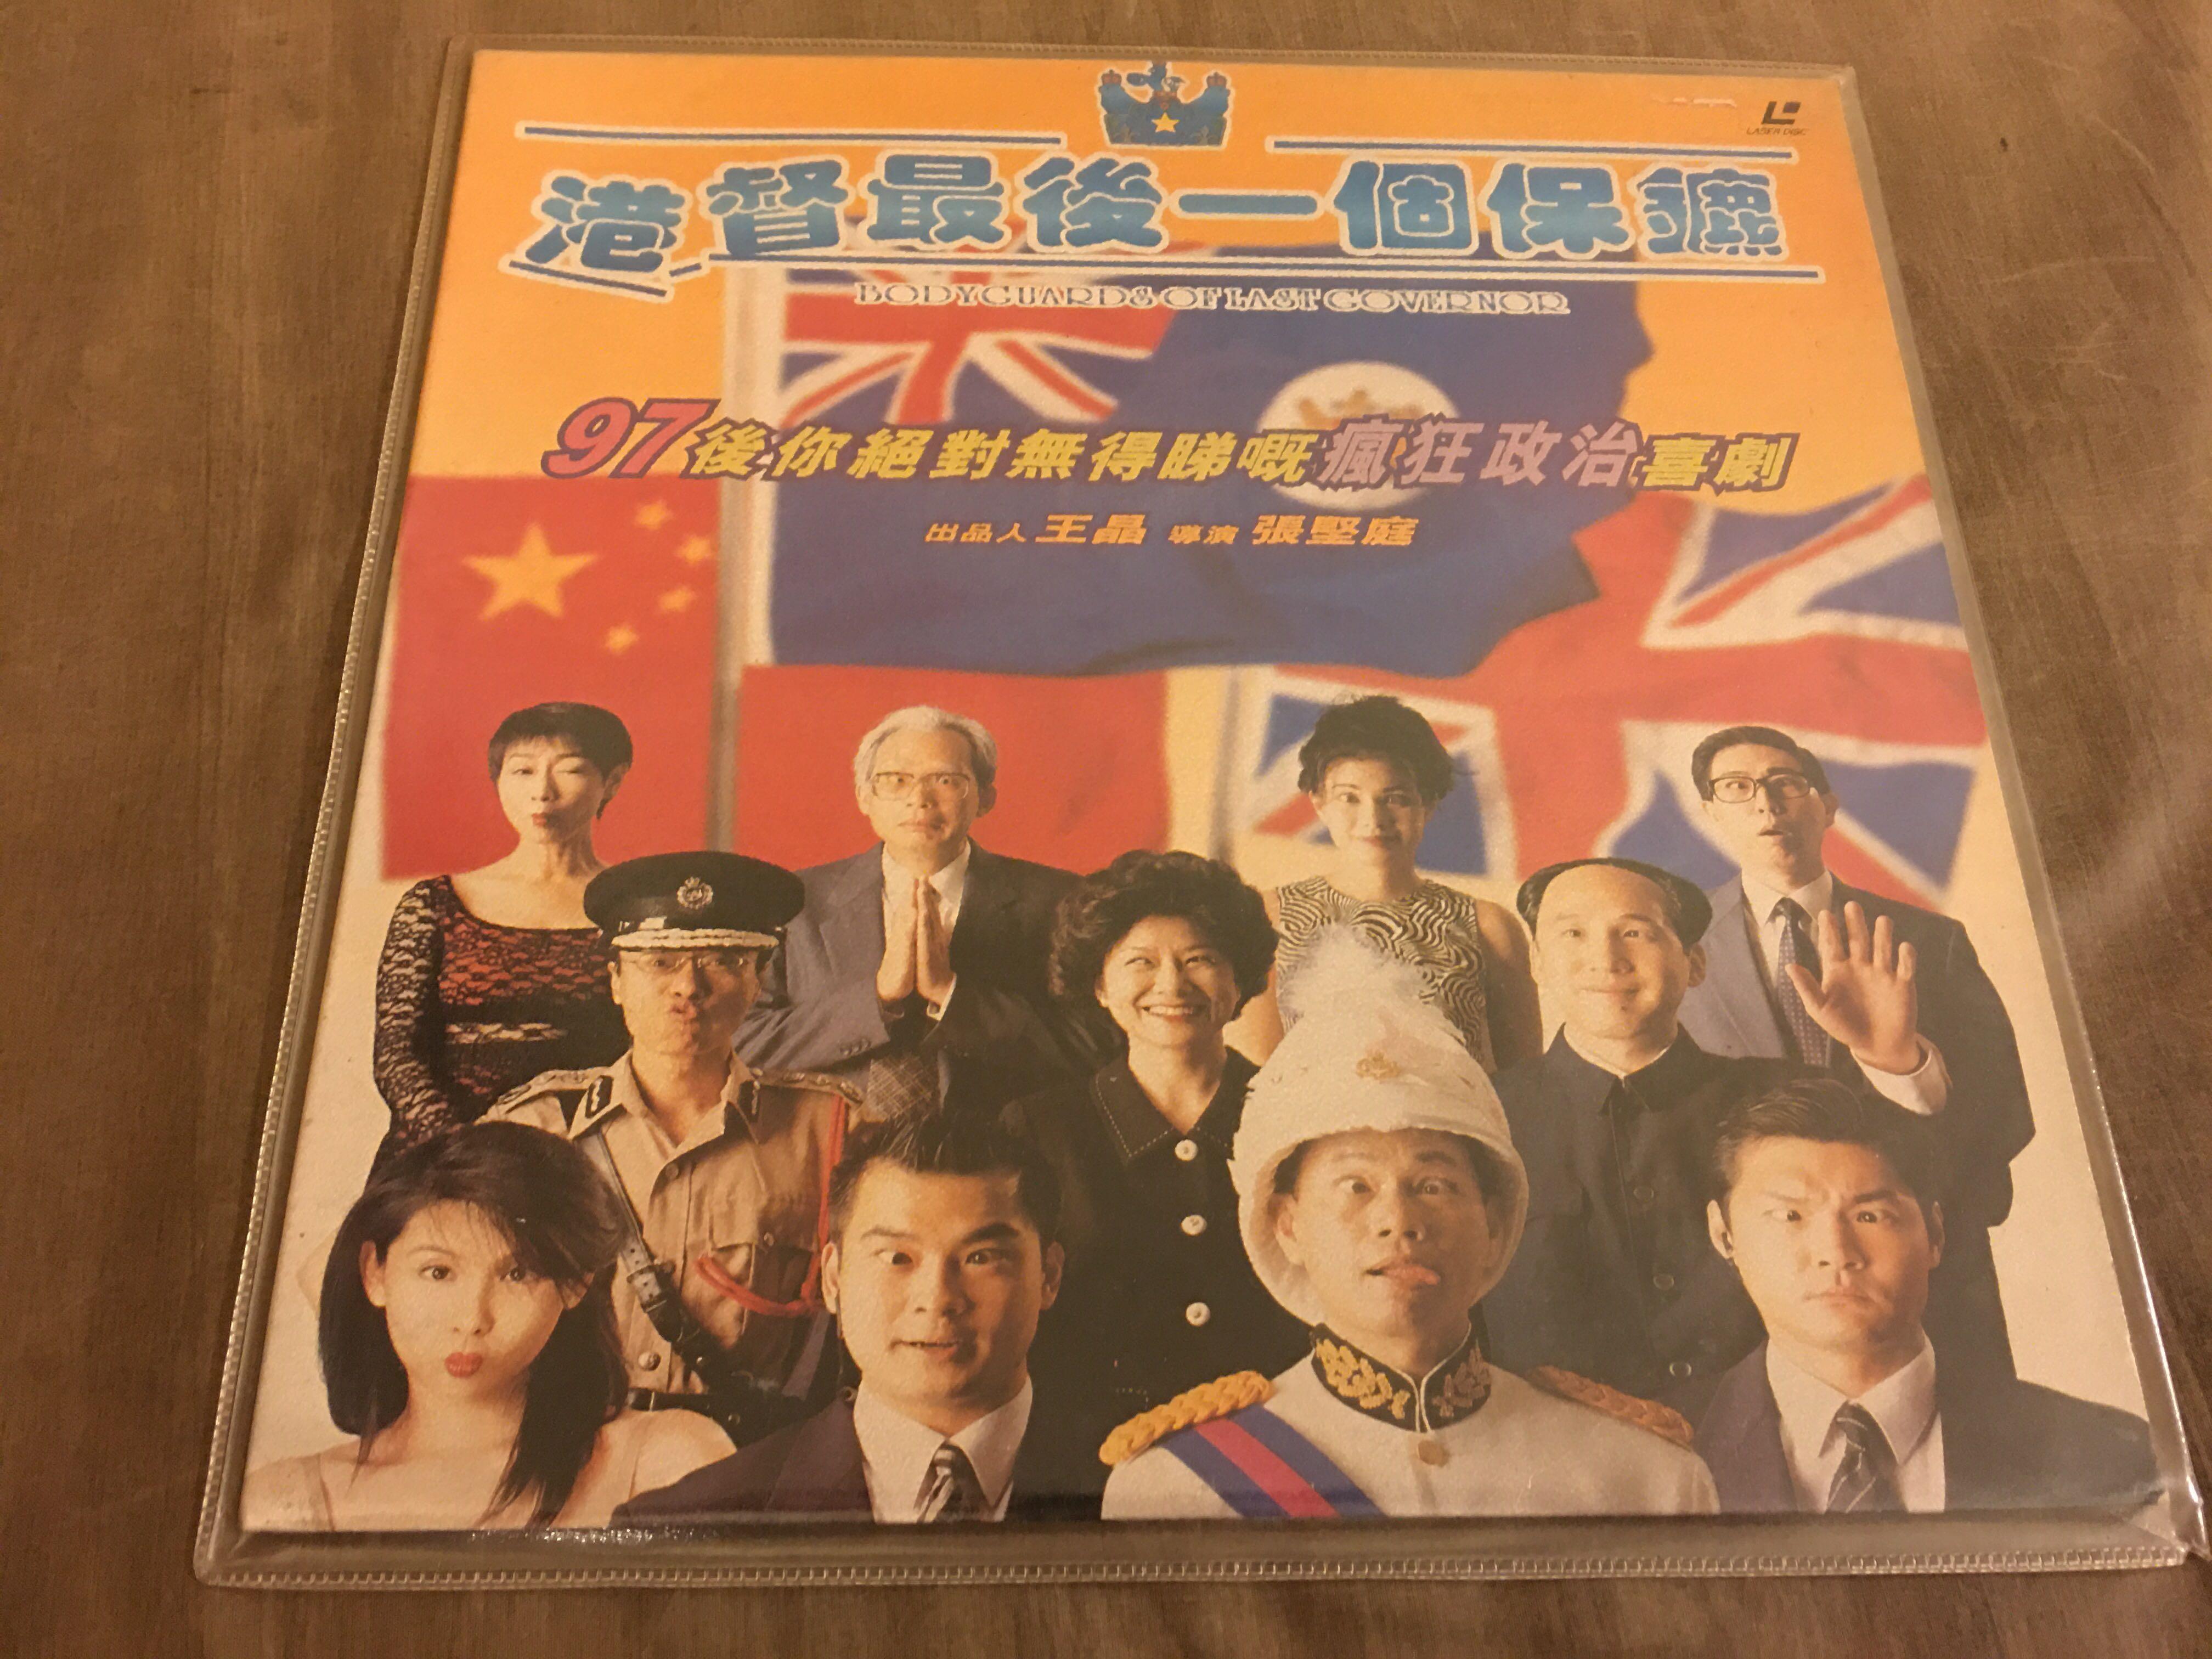 LASER DISC
港督最後一個保鑣
BODYGUARDS OF LAST GOVERNOR
97後你絕對無得睇嘅瘋狂政治喜劇
出品人 王晶 導演 張堅庭